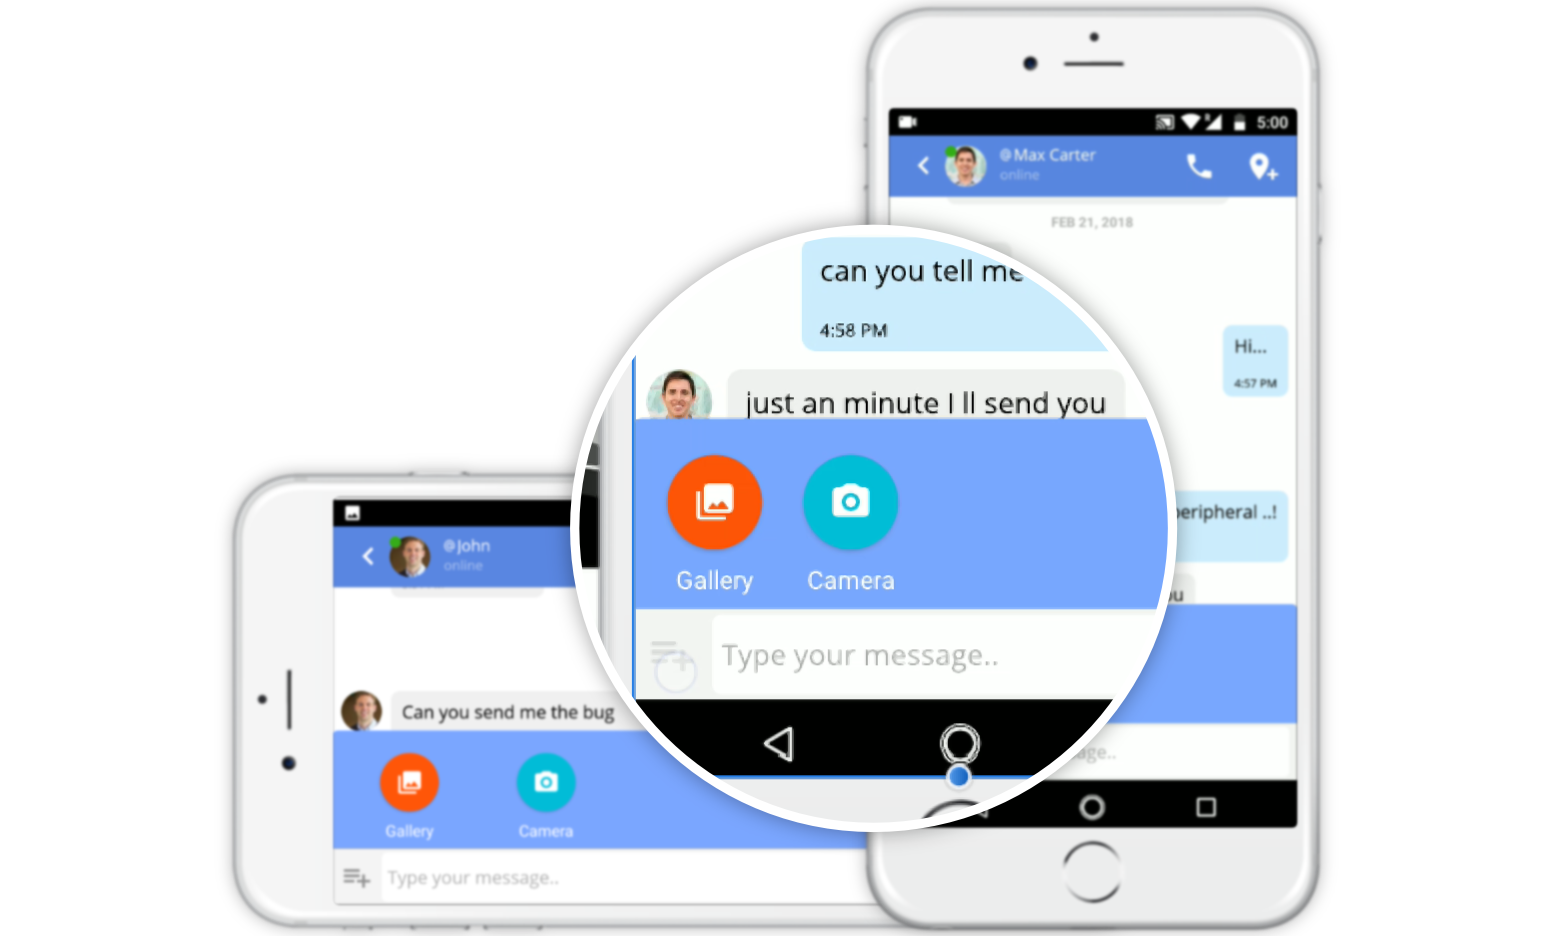 5:00
@Max Carter
online
FEB 21, 2018
can you tell me
4:58 PM
Hi...
4:57 PM
just an minute I ll send you
Gallery
Camera
Type your message..
peripheral ..!
@John
online
Can you send me the bug
Gallery
Camera
Type your message..